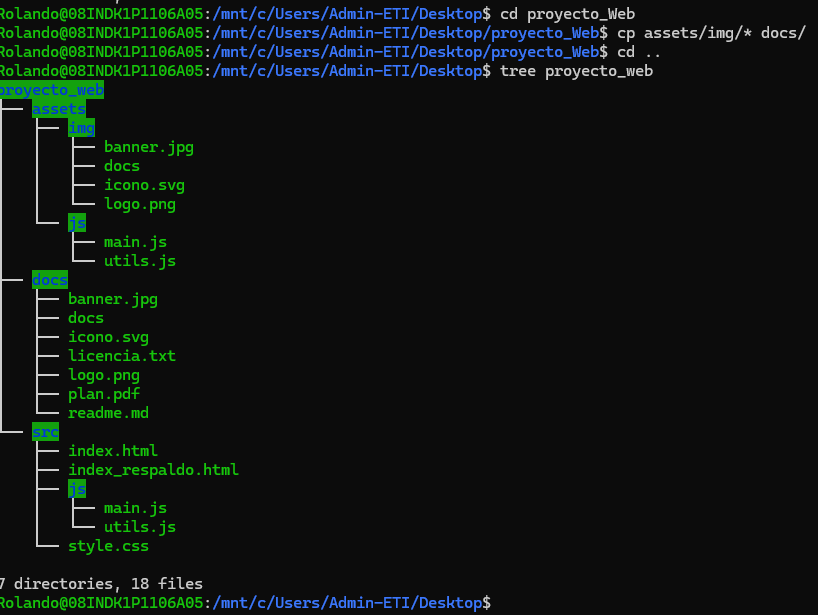 Rolando@08INDK1P1106A05:/mnt/c/Users/Admin-ETI/Desktop$ cd proyecto_Web
Rolando@08INDK1P1106A05:/mnt/c/Users/Admin-ETI/Desktop/proyecto_Web$ cp assets/img/* docs/
Rolando@08INDK1P1106A05:/mnt/c/Users/Admin-ETI/Desktop/proyecto_Web$ cd ..
Rolando@08INDK1P1106A05:/mnt/c/Users/Admin-ETI/Desktop$ tree proyecto_web
proyecto_web
├── assets
│   ├── img
│   │   ├── banner.jpg
│   │   ├── docs
│   │   ├── icono.svg
│   │   └── logo.png
│   └── js
│       ├── main.js
│       └── utils.js
├── docs
│   ├── banner.jpg
│   ├── docs
│   ├── icono.svg
│   ├── licencia.txt
│   ├── logo.png
│   ├── plan.pdf
│   └── readme.md
└── src
    ├── index.html
    ├── index_respaldo.html
    ├── js
    │   ├── main.js
    │   └── utils.js
    └── style.css
7 directories, 18 files
Rolando@08INDK1P1106A05:/mnt/c/Users/Admin-ETI/Desktop$